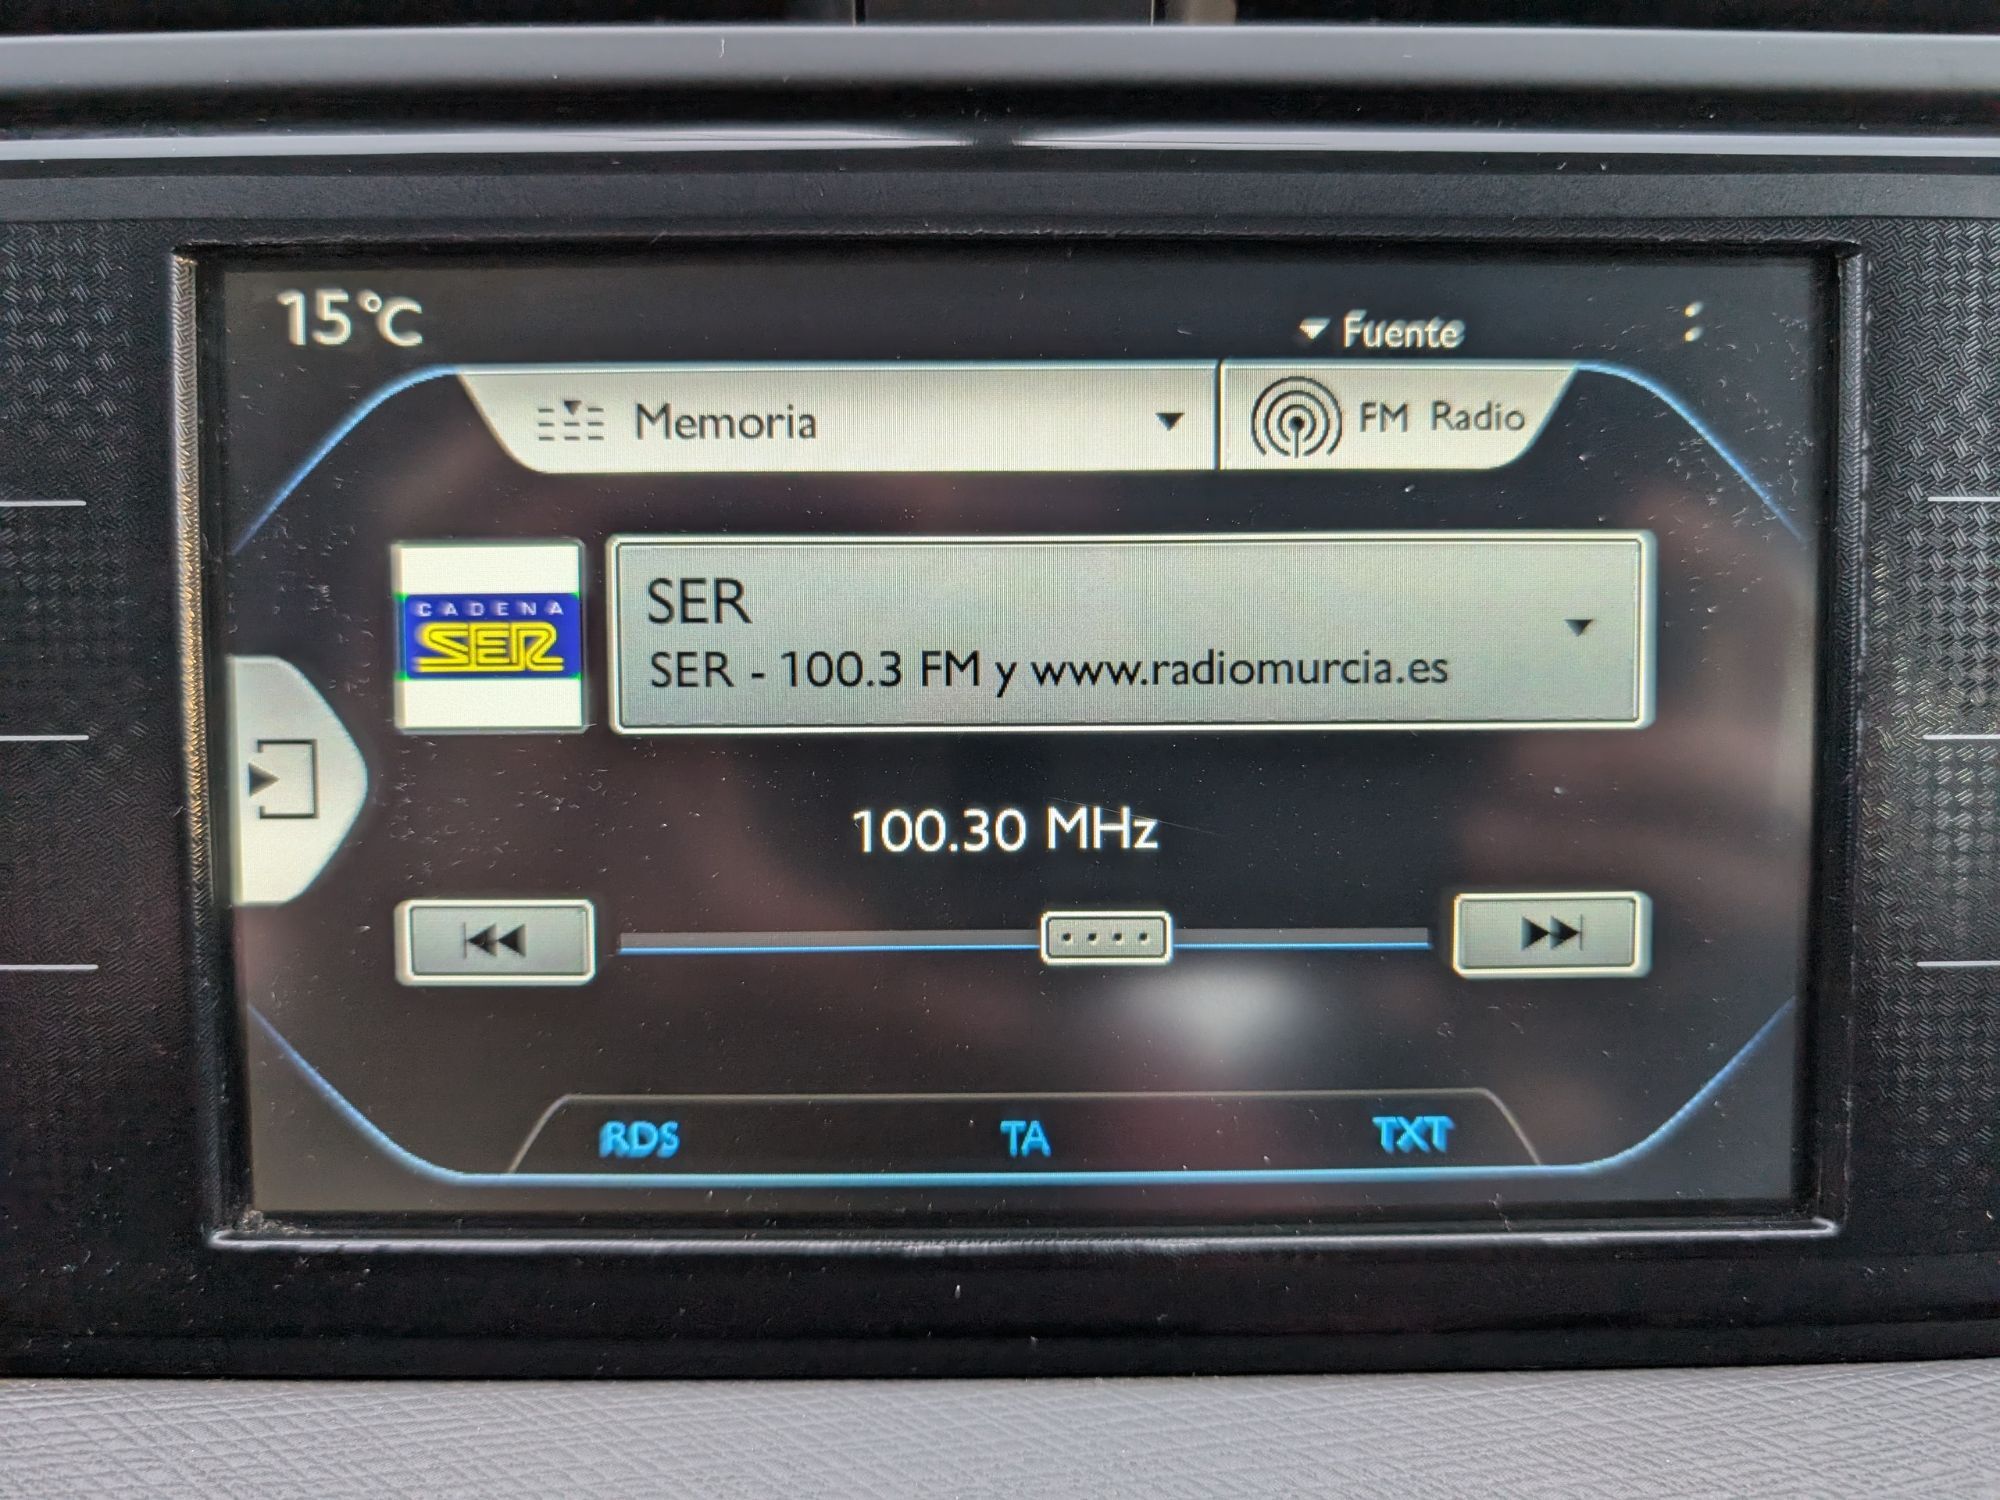 15°C
Fuente
Memoria
FM Radio
CADENA
SER
SER
SER - 100.3 FM y www.radiomurcia.es
100.30 MHz
RDS TA TXT